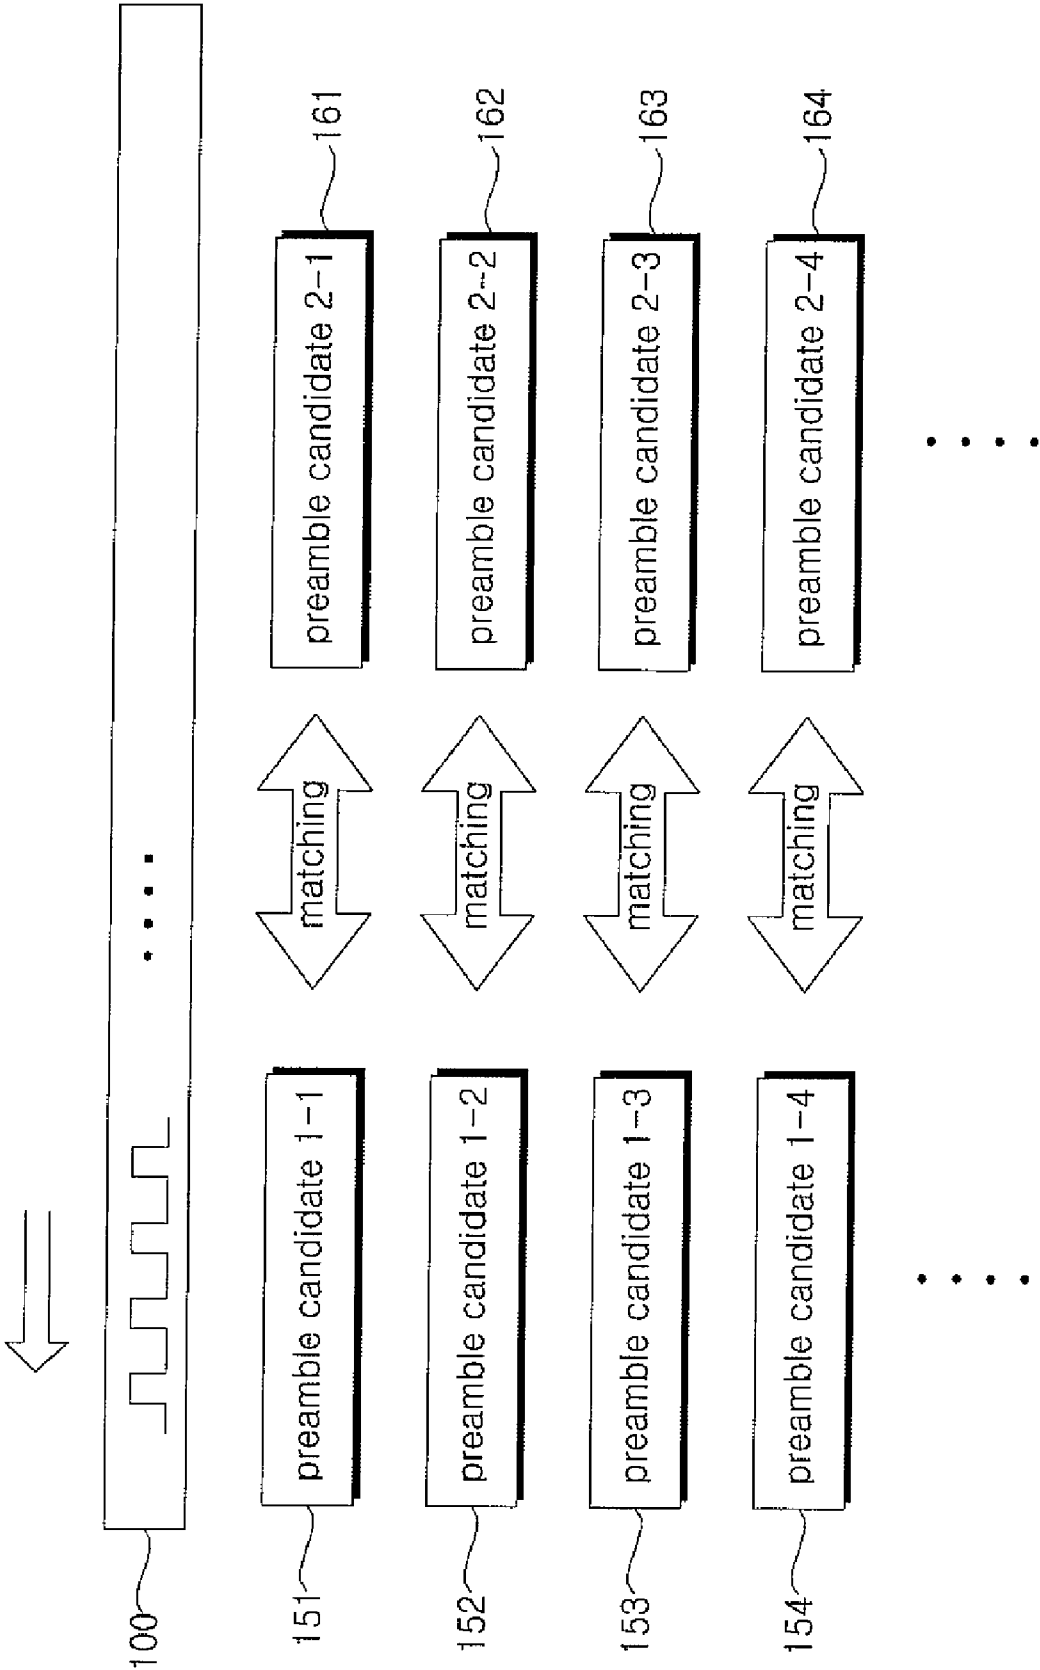 100
151 preamble candidate 1-1 matching preamble candidate 2-1 161
152 preamble candidate 1-2 matching preamble candidate 2-2 162
153 preamble candidate 1-3 matching preamble candidate 2-3 163
154 preamble candidate 1-4 matching preamble candidate 2-4 164